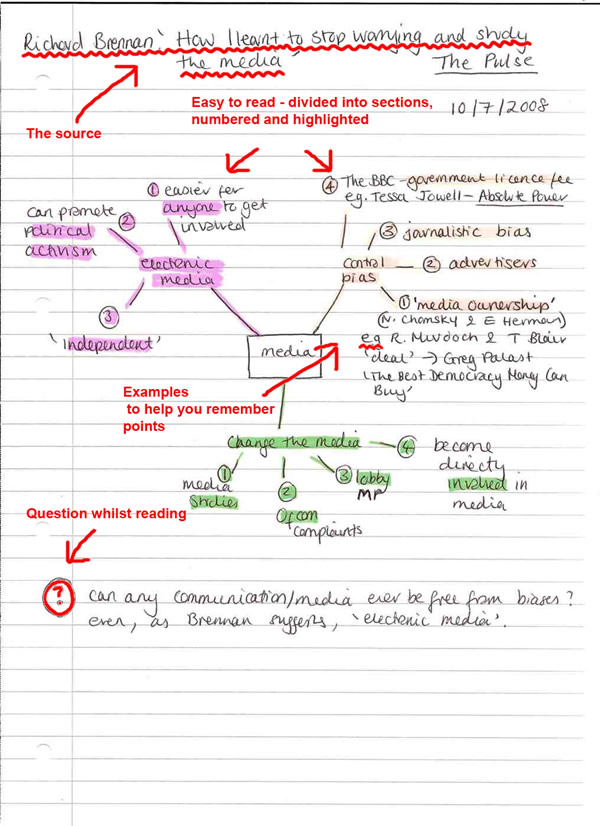 Richard Brennan 'How I learnt to stop worrying and study
the media'
The Pulse
10/7/2008
The source
Easy to read - divided into sections,
numbered and highlighted
① easier for
anyone to get
involved
can promote ②
political
activism
electenic
media
③
'independent'
④ The BBC - government licence fee
eg. Tessa Jowell - Absolute Power
③ journalistic bias
control
bias
② advertisers
① 'media ownership'
(N. Chomsky & E Herman)
eg R. Murdoch & T Blair
'deal' → Greg Palast
'The Best Democracy Money Can
Buy'
media
Examples
to help you remember
points
Change the media
①
media
Studies
②
Ofcom
complaints
③ lobby
MP
④ become
directly
involved in
media
Question whilst reading
? can any communication/media ever be free from biases?
even, as Brennan suggests, 'electenic media'.